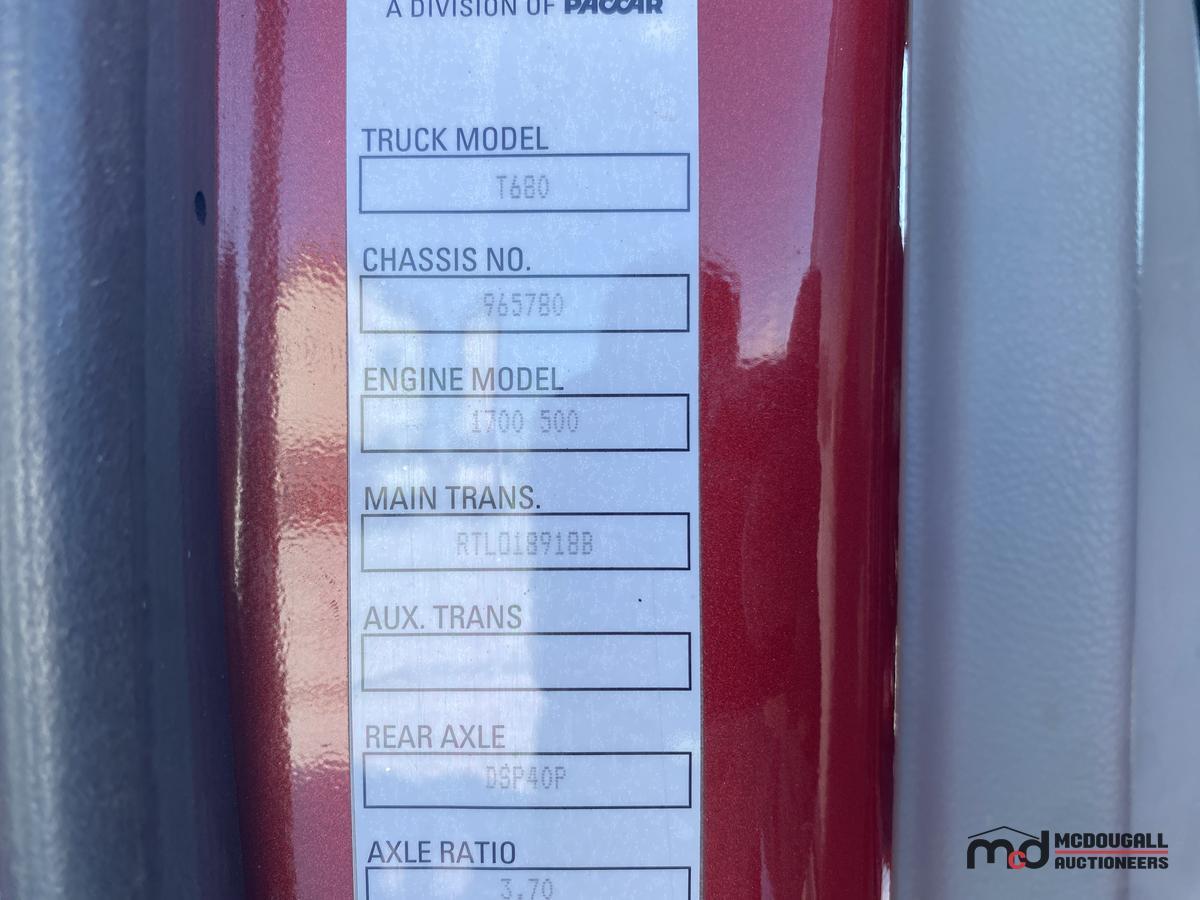 A DIVISION OF PACCAR
TRUCK MODEL
T680
CHASSIS NO.
965780
ENGINE MODEL
1700 500
MAIN TRANS.
RTLO18918B
AUX. TRANS
REAR AXLE
DSP40P
AXLE RATIO
3.70
mcd MCDOUGALL
AUCTIONEERS